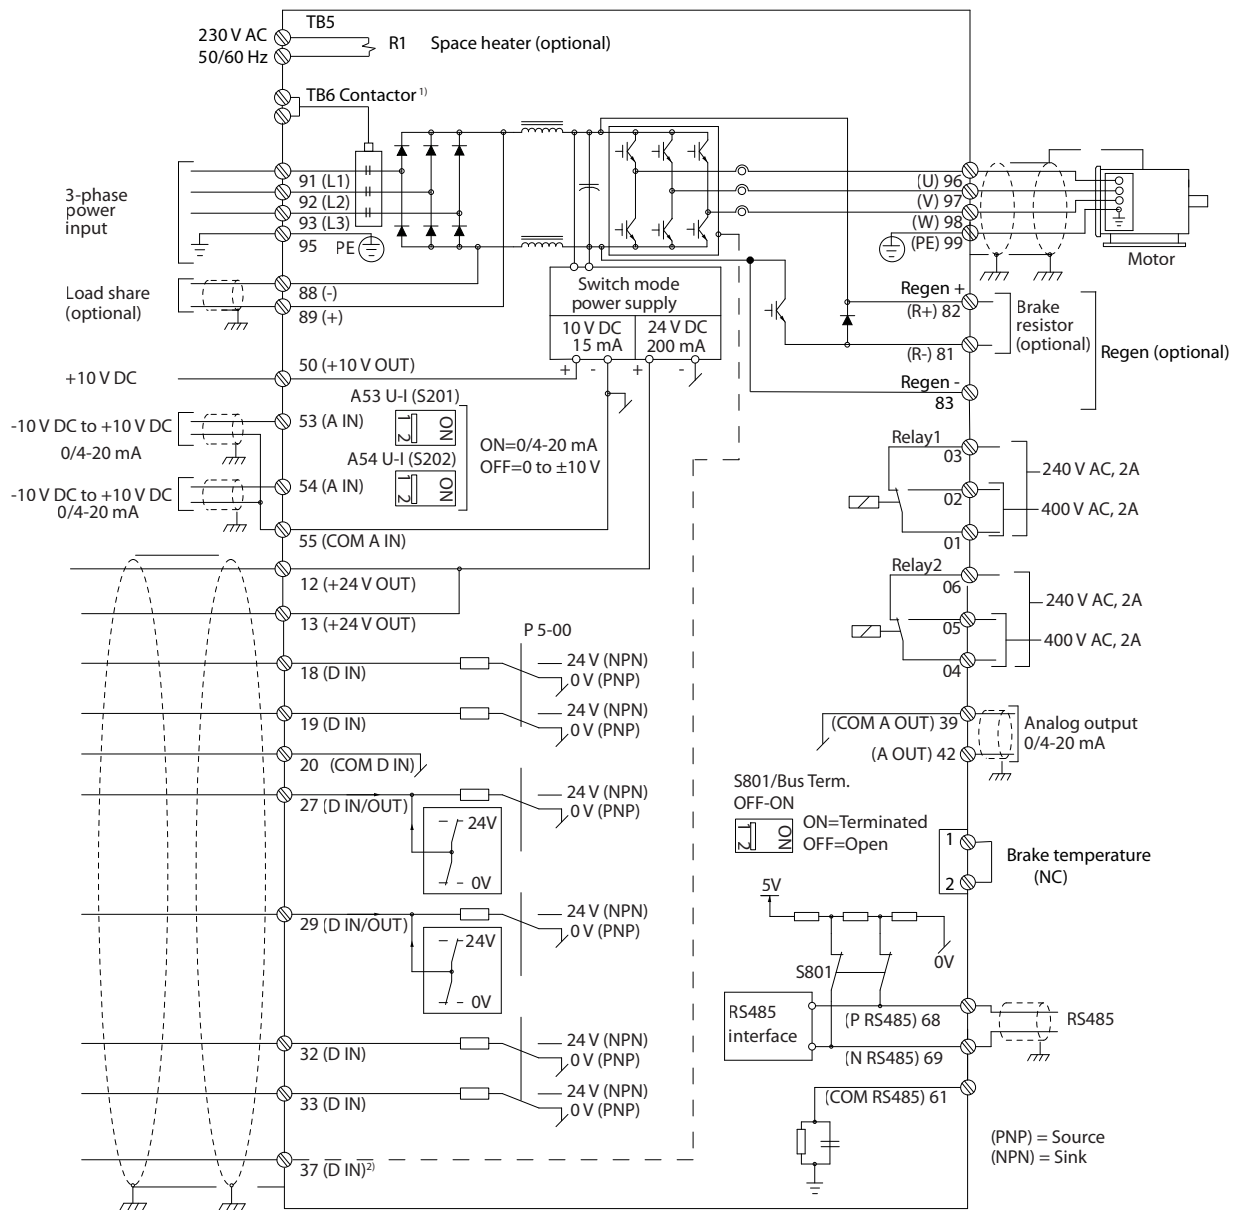 TB5
230 V AC
50/60 Hz
R1
Space heater (optional)
TB6 Contactor 1)
3-phase
power
input
91 (L1)
92 (L2)
93 (L3)
95
PE
Load share
(optional)
88 (-)
89 (+)
+10 V DC
50 (+10 V OUT)
Switch mode
power supply
10 V DC
15 mA
24 V DC
200 mA
+
-
+
-
(U) 96
(V) 97
(W) 98
(PE) 99
Motor
Regen +
(R+) 82
Brake
resistor
(optional)
(R-) 81
Regen (optional)
Regen -
83
-10 V DC to +10 V DC
0/4-20 mA
53 (A IN)
A53 U-I (S201)
1 2
ON
-10 V DC to +10 V DC
0/4-20 mA
54 (A IN)
A54 U-I (S202)
1 2
ON
ON=0/4-20 mA
OFF=0 to ±10 V
55 (COM A IN)
12 (+24 V OUT)
13 (+24 V OUT)
Relay1
03
240 V AC, 2A
02
400 V AC, 2A
01
Relay2
06
240 V AC, 2A
05
400 V AC, 2A
04
P 5-00
18 (D IN)
24 V (NPN)
0 V (PNP)
19 (D IN)
24 V (NPN)
0 V (PNP)
20 (COM D IN)
27 (D IN/OUT)
24 V (NPN)
0 V (PNP)
24V
0V
29 (D IN/OUT)
24 V (NPN)
0 V (PNP)
24V
0V
32 (D IN)
24 V (NPN)
0 V (PNP)
33 (D IN)
24 V (NPN)
0 V (PNP)
37 (D IN) 2)
(COM A OUT) 39
(A OUT) 42
Analog output
0/4-20 mA
S801/Bus Term.
OFF-ON
1 2
ON
ON=Terminated
OFF=Open
1
2
Brake temperature
(NC)
5V
S801
0V
RS485
interface
(P RS485) 68
(N RS485) 69
RS485
(COM RS485) 61
(PNP) = Source
(NPN) = Sink